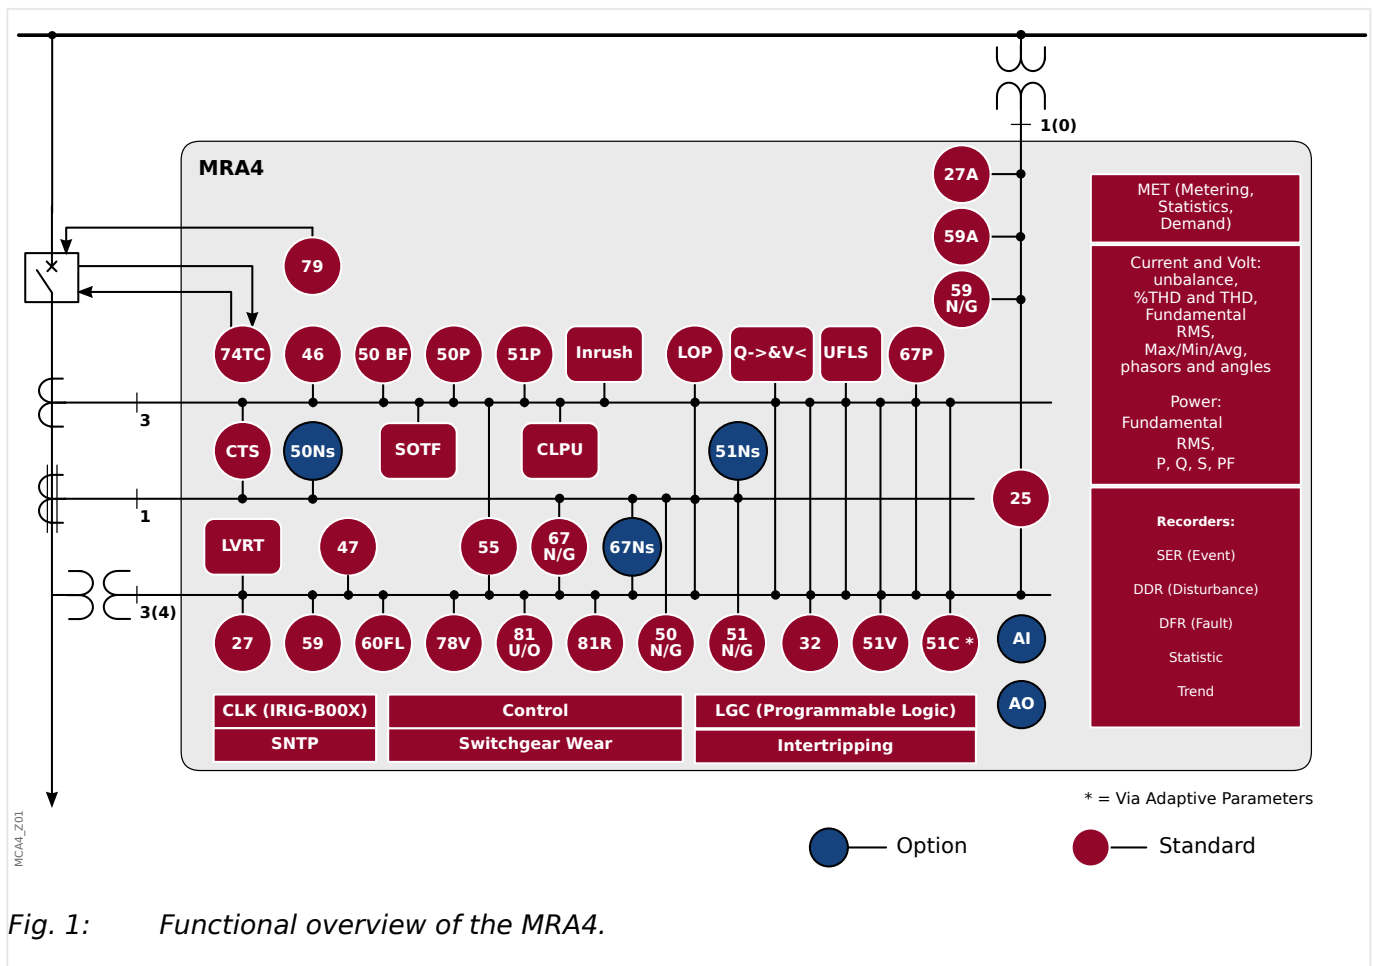 1(0)
MRA4
27A
59A
59
N/G
79
74TC
46
50 BF
50P
51P
Inrush
LOP
Q->&V<
UFLS
67P
3
CTS
50Ns
SOTF
CLPU
51Ns
25
1
LVRT
47
55
67
N/G
67Ns
3(4)
27
59
60FL
78V
81
U/O
81R
50
N/G
51
N/G
32
51V
51C *
AI
AO
CLK (IRIG-B00X)
SNTP
Control
Switchgear Wear
LGC (Programmable Logic)
Intertripping
MET (Metering,
Statistics,
Demand)
Current and Volt:
unbalance,
%THD and THD,
Fundamental
RMS,
Max/Min/Avg,
phasors and angles
Power:
Fundamental
RMS,
P, Q, S, PF
Recorders:
SER (Event)
DDR (Disturbance)
DFR (Fault)
Statistic
Trend
* = Via Adaptive Parameters
MCA4_Z01
Option
Standard
Fig. 1: Functional overview of the MRA4.